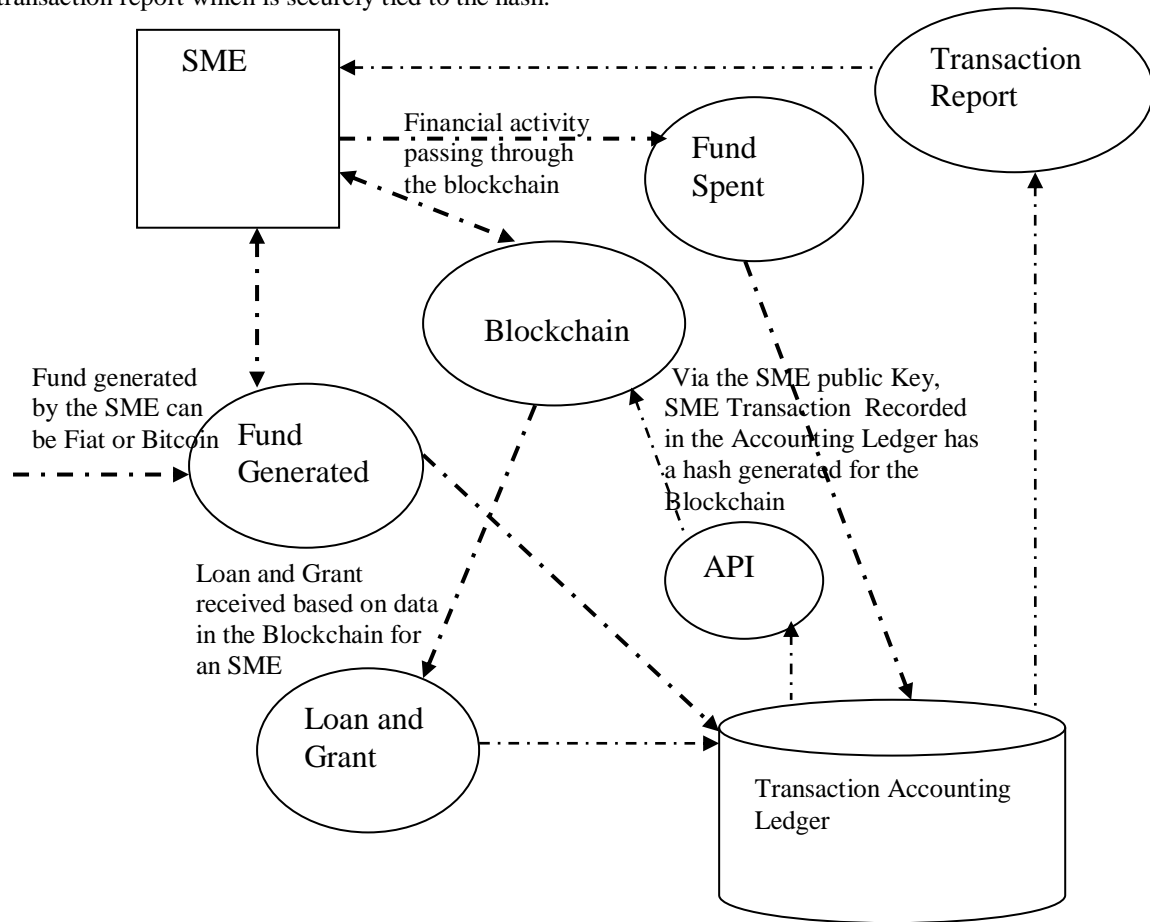 transaction report which is securely tied to the hash.
SME
Transaction
Report
Financial activity
passing through
the blockchain
Fund
Spent
Blockchain
Fund generated
by the SME can
be Fiat or Bitcoin
Fund
Generated
Via the SME public Key,
SME Transaction Recorded
in the Accounting Ledger has
a hash generated for the
Blockchain
API
Loan and Grant
received based on data
in the Blockchain for
an SME
Loan and
Grant
Transaction Accounting
Ledger